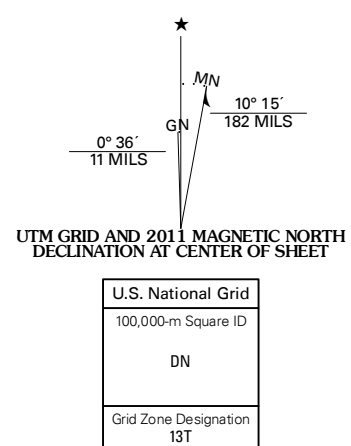 ★
MN
GN
10° 15´
182 MILS
0° 36´
11 MILS
UTM GRID AND 2011 MAGNETIC NORTH
DECLINATION AT CENTER OF SHEET
U.S. National Grid
100,000-m Square ID
DN
Grid Zone Designation
13T